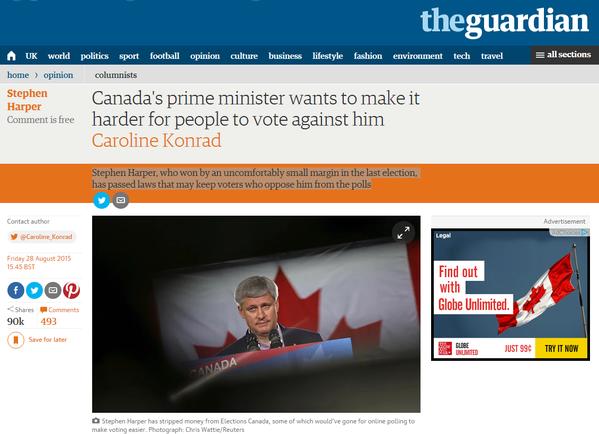 theguardian
UK world politics sport football opinion culture business lifestyle fashion environment tech travel all sections
home › opinion columnists
Stephen
Harper
Comment is free
Canada's prime minister wants to make it
harder for people to vote against him
Caroline Konrad
Stephen Harper, who won by an uncomfortably small margin in the last election,
has passed laws that may keep voters who oppose him from the polls
Contact author
@Caroline_Konrad
Friday 28 August 2015
15.45 BST
Shares Comments
90k 493
Save for later
CANADA
Stephen Harper has stripped money from Elections Canada, some of which would've gone for online polling to
make voting easier. Photograph: Chris Wattie/Reuters
Advertisement
AdChoices
Legal
Find out
with
Globe Unlimited.
GLOBE
UNLIMITED
JUST 99¢
TRY IT NOW